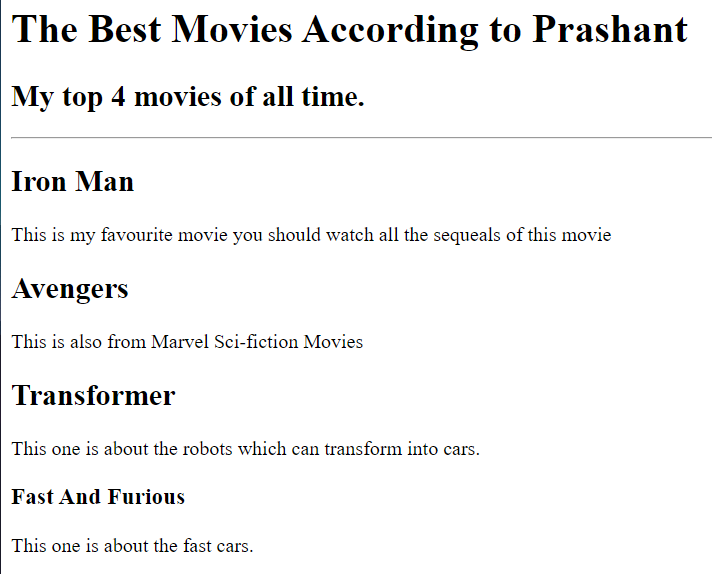 The Best Movies According to Prashant
My top 4 movies of all time.
Iron Man
This is my favourite movie you should watch all the sequeals of this movie
Avengers
This is also from Marvel Sci-fiction Movies
Transformer
This one is about the robots which can transform into cars.
Fast And Furious
This one is about the fast cars.